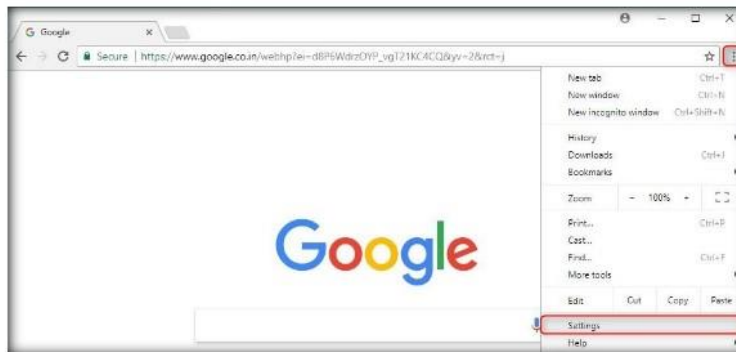 G Google ×
Secure | https://www.google.co.in/webhp?ei=d8P6WdrzOYP_vgT21KC4CQ&yv=2&rct=j
New tab Ctrl+T
New window Ctrl+N
New incognito window Ctrl+Shift+N
History
Downloads Ctrl+J
Bookmarks
Zoom - 100% +
Print... Ctrl+P
Cast...
Find... Ctrl+F
More tools
Edit Cut Copy Paste
Google
Settings
Help